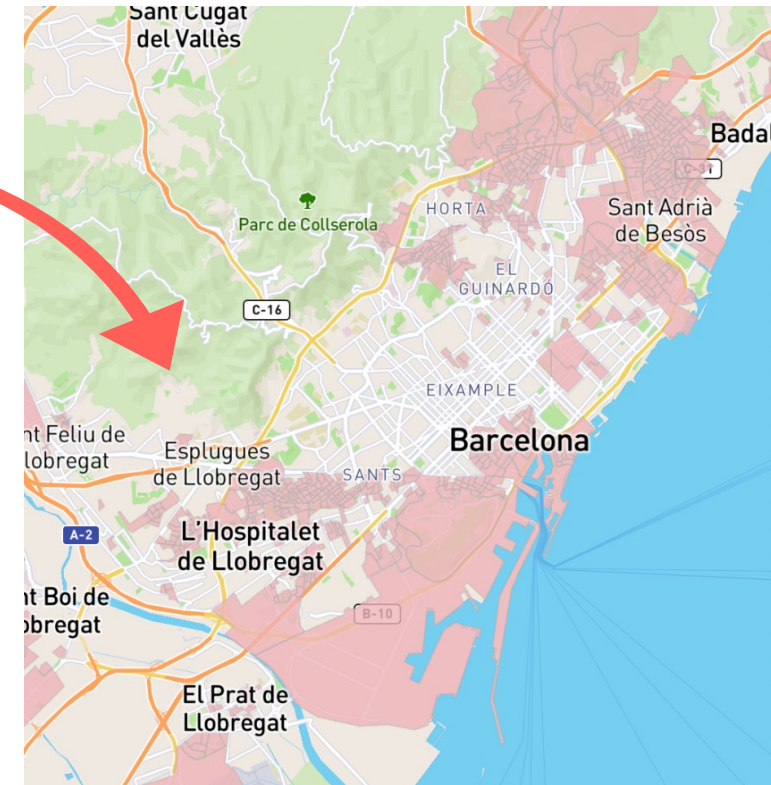 Sant Cugat
del Vallès
Bada
C-31
HORTA
Sant Adrià
de Besòs
Parc de Collserola
EL
GUINARDÓ
C-16
EIXAMPLE
Barcelona
nt Feliu de
lobregat
Esplugues
de Llobregat
SANTS
A-2
L'Hospitalet
de Llobregat
nt Boi de
obregat
B-10
El Prat de
Llobregat